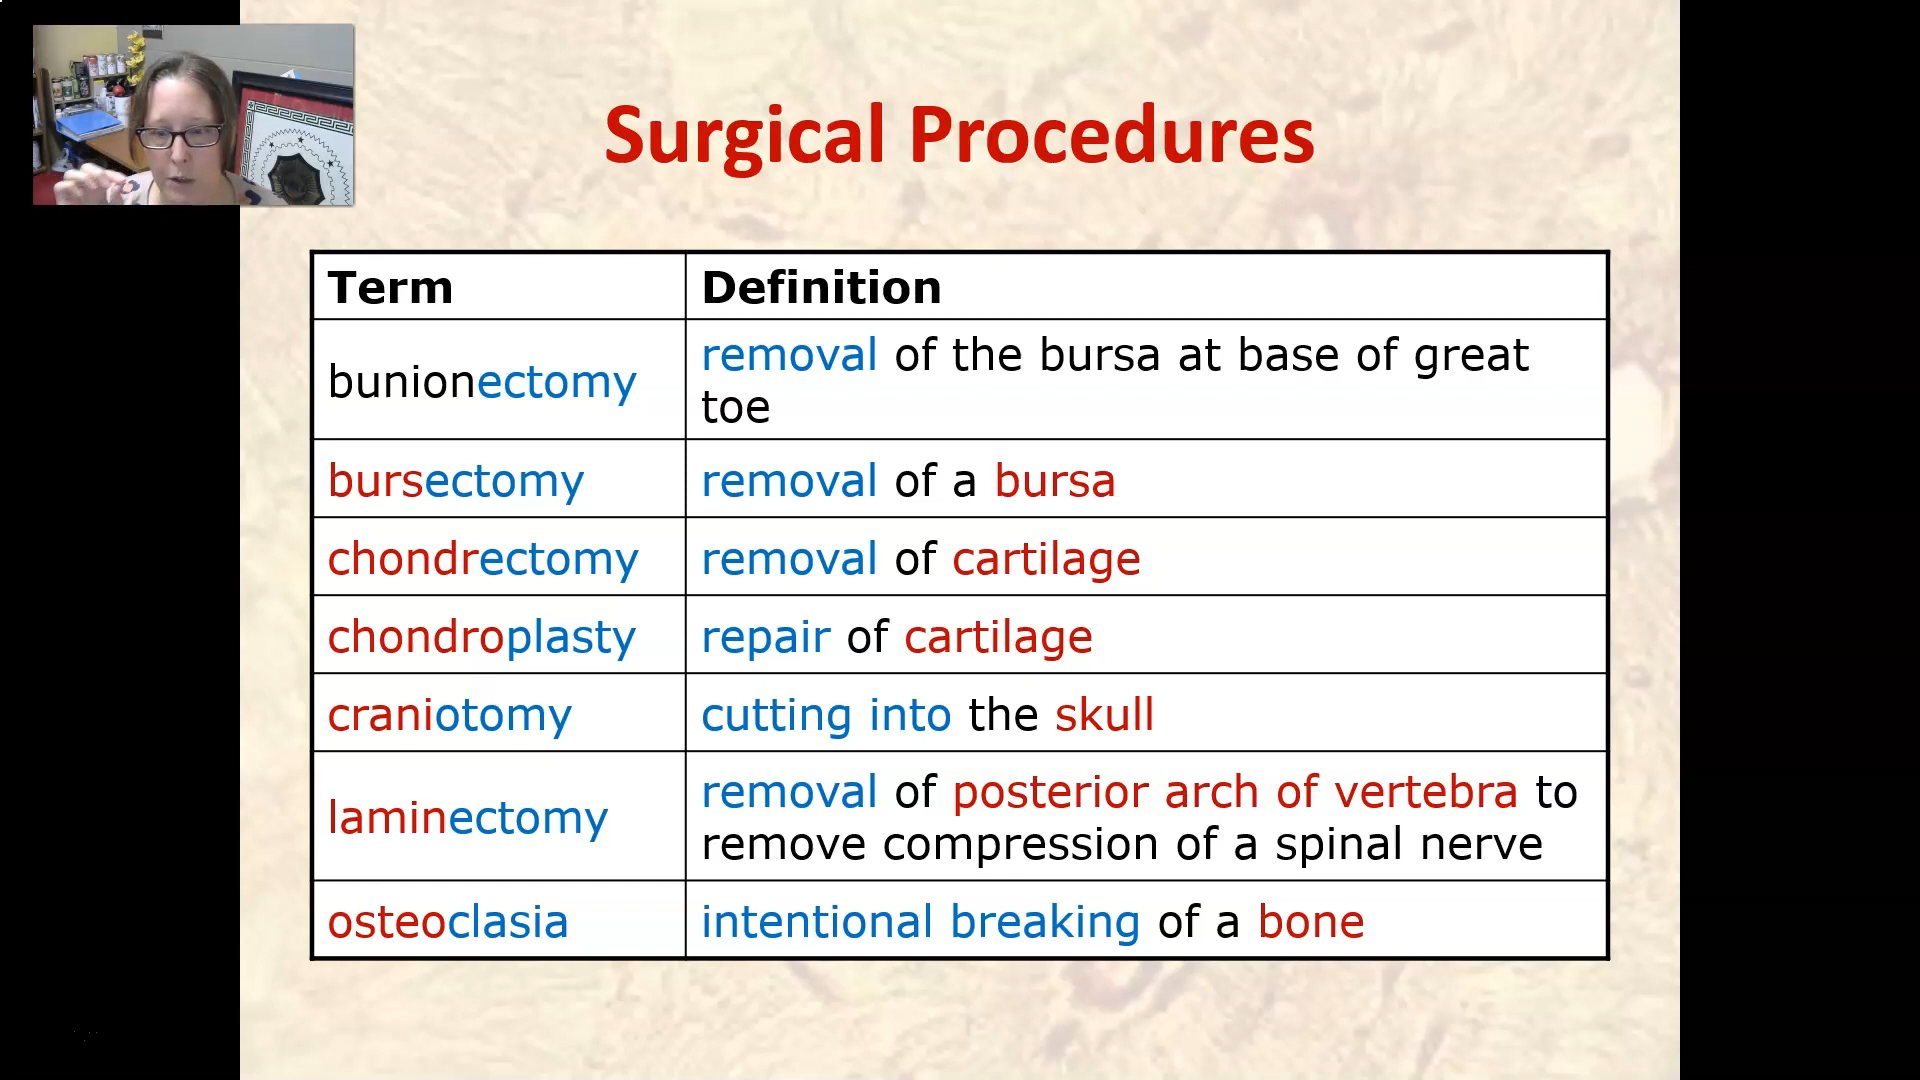 Surgical Procedures
Term Definition
bunionectomy removal of the bursa at base of great
toe
bursectomy removal of a bursa
chondrectomy removal of cartilage
chondroplasty repair of cartilage
craniotomy cutting into the skull
laminectomy removal of posterior arch of vertebra to
remove compression of a spinal nerve
osteoclasia intentional breaking of a bone